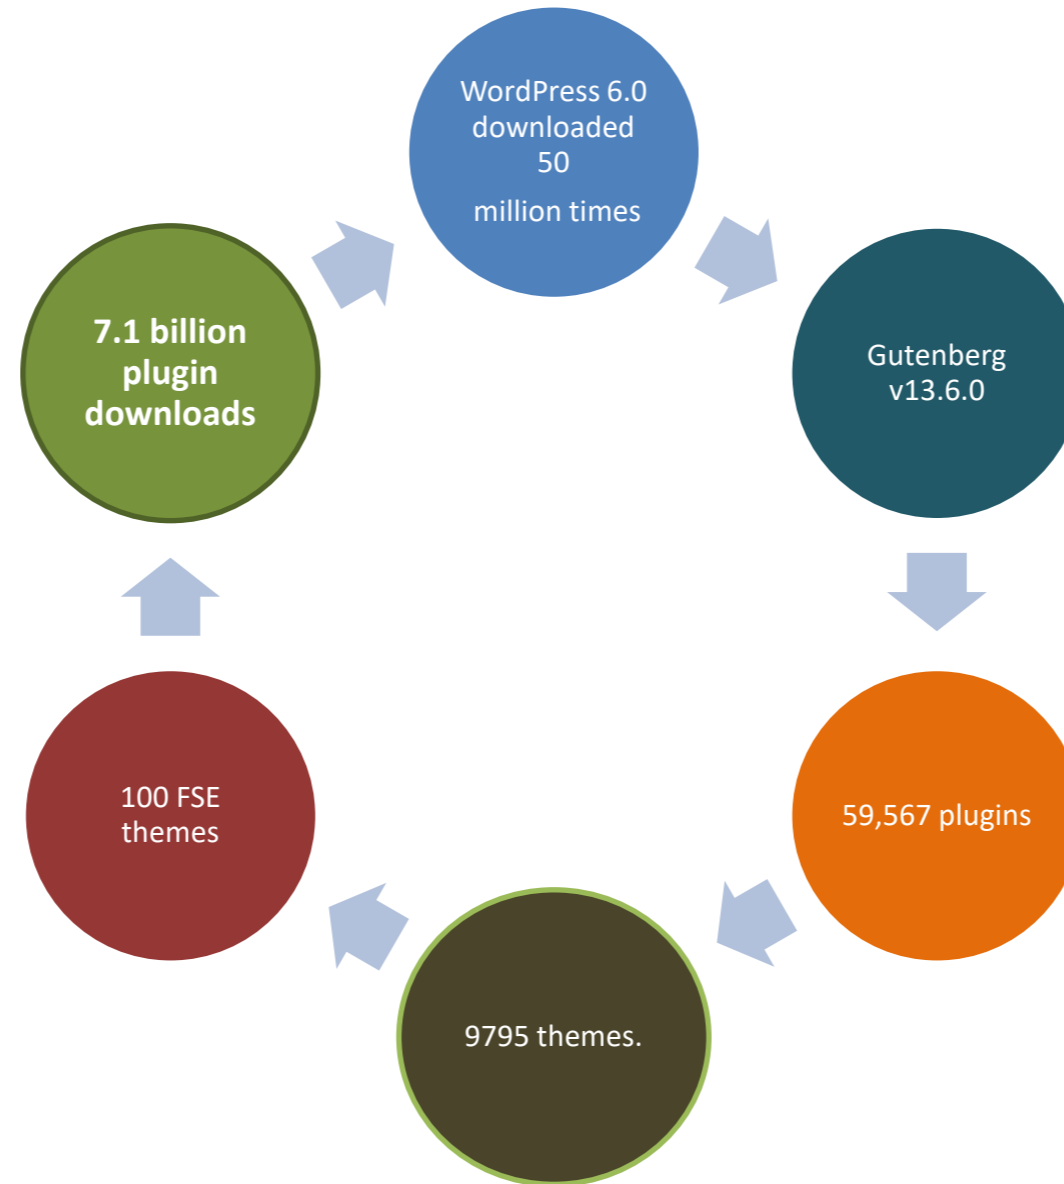 WordPress 6.0
downloaded
50
million times
Gutenberg
v13.6.0
59,567 plugins
9795 themes.
100 FSE
themes
7.1 billion
plugin
downloads